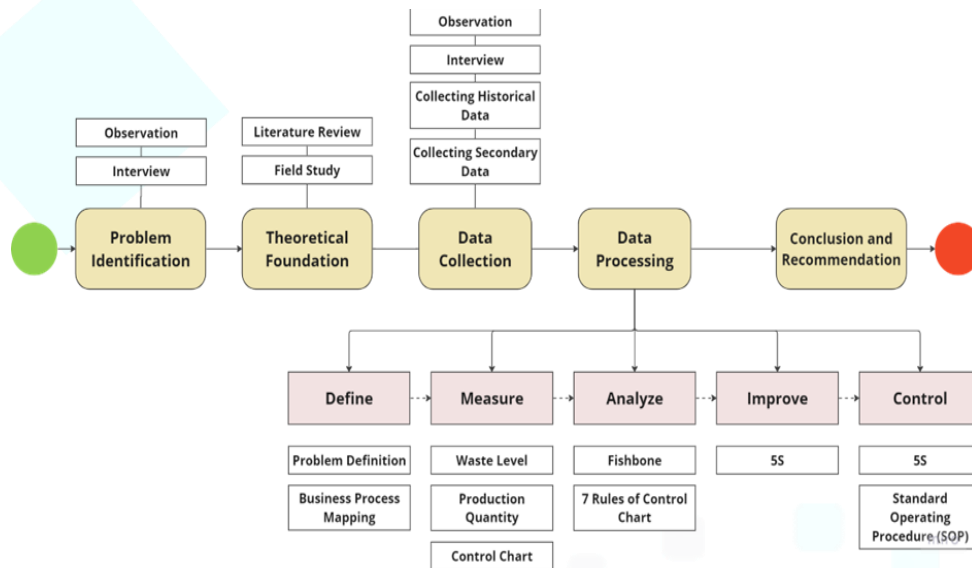 Observation
Interview
Collecting Historical
Data
Collecting Secondary
Data
Observation
Interview
Literature Review
Field Study
Problem
Identification
Theoretical
Foundation
Data
Collection
Data
Processing
Conclusion and
Recommendation
Define
Measure
Analyze
Improve
Control
Problem Definition
Business Process
Mapping
Waste Level
Production
Quantity
Control Chart
Fishbone
7 Rules of Control
Chart
5S
5S
Standard
Operating
Procedure (SOP)